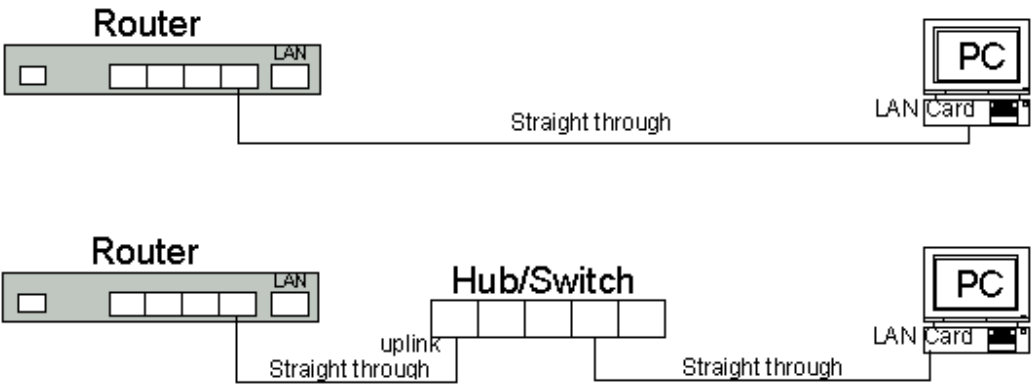 Router
LAN
PC
LAN Card
Straight through
Router
LAN
Hub/Switch
PC
LAN Card
uplink
Straight through
Straight through